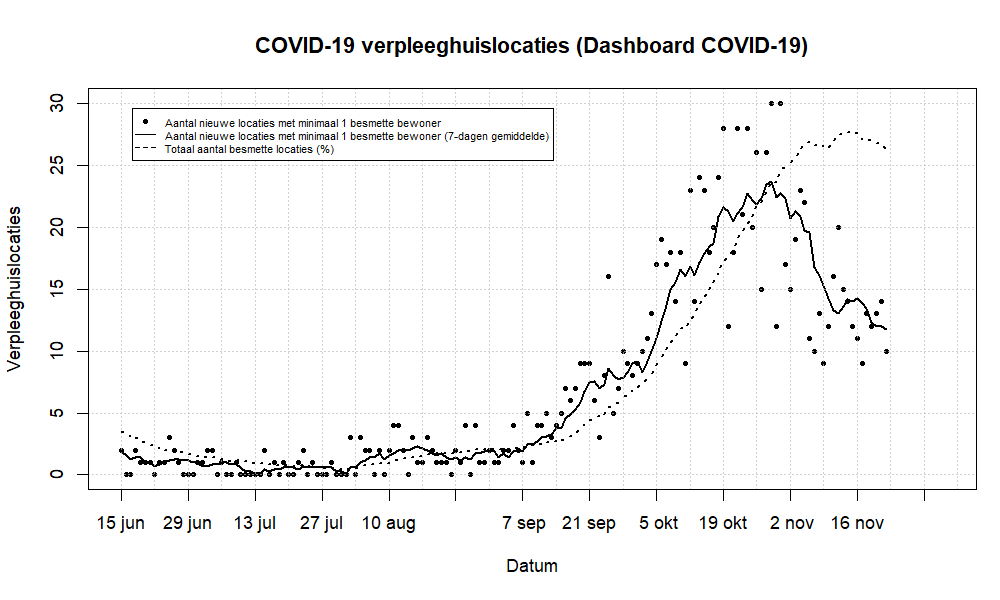 COVID-19 verpleeghuislocaties (Dashboard COVID-19)
Aantal nieuwe locaties met minimaal 1 besmette bewoner
Aantal nieuwe locaties met minimaal 1 besmette bewoner (7-dagen gemiddelde)
Totaal aantal besmette locaties (%)
Verpleeghuislocaties
30
25
20
15
10
5
0
15 jun 29 jun 13 jul 27 jul 10 aug 7 sep 21 sep 5 okt 19 okt 2 nov 16 nov
Datum